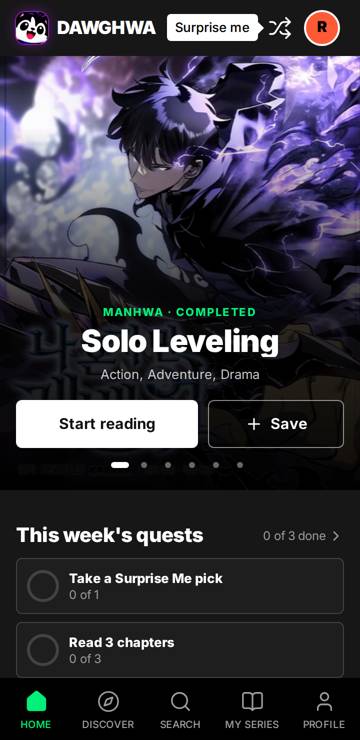 DAWGHWA
Surprise me
R
MANHWA · COMPLETED
Solo Leveling
Action, Adventure, Drama
Start reading
+ Save
This week's quests
0 of 3 done >
Take a Surprise Me pick
0 of 1
Read 3 chapters
0 of 3
HOME
DISCOVER
SEARCH
MY SERIES
PROFILE